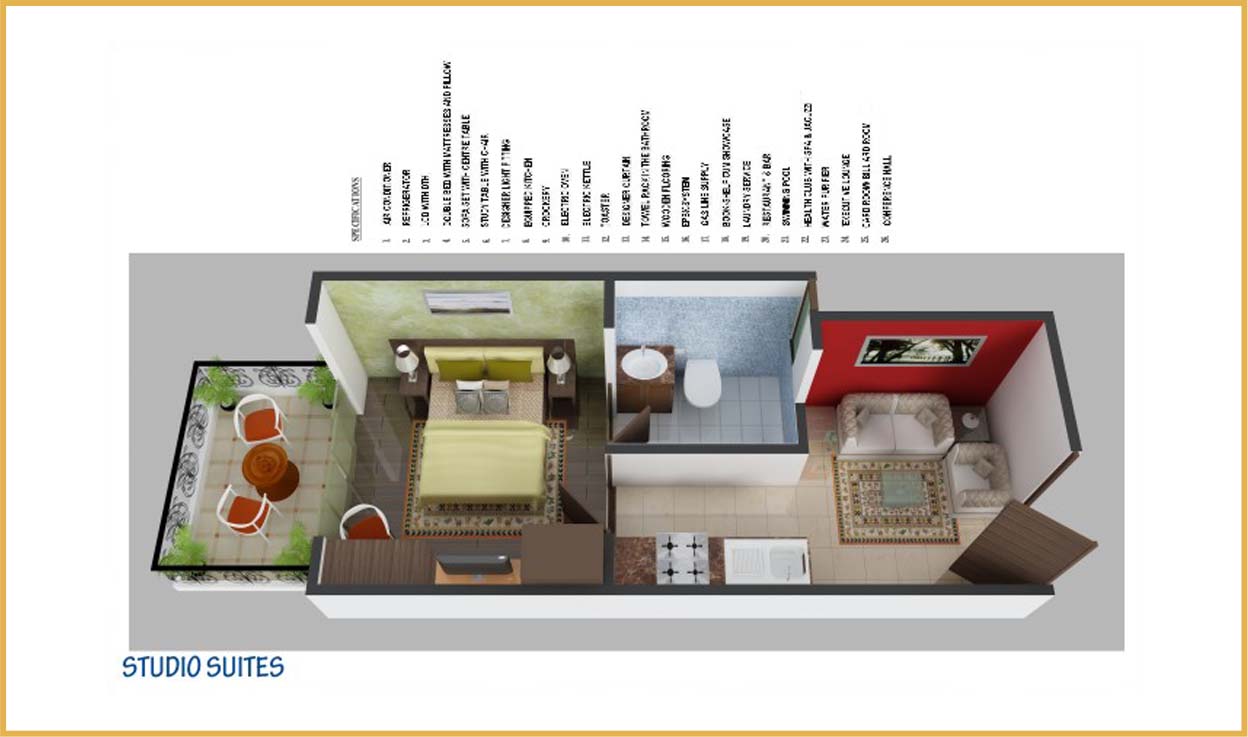 SPECIFICATIONS
1. AIR CONDITIONER
2. REFRIGERATOR
3. LCD WITH DTH
4. DOUBLE BED WITH MATTRESSES AND PILLOW
5. SOFA SET WITH CENTRE TABLE
6. STUDY TABLE WITH CHAIR
7. DESIGNER LIGHT FITTING
8. EQUIPPED KITCHEN
9. CROCKERY
10. ELECTRIC OVEN
11. ELECTRIC KETTLE
12. TOASTER
13. DESIGNER CURTAIN
14. TOWEL RACK IN THE BATHROOM
15. WOODEN FLOORING
16. SYSTEM
17. GAS LINE SUPPLY
18. BOOK-SHELF CUM SHOWCASE
19. LAUNDRY SERVICE
20. RESTAURANT & BAR
21. SWIMMING POOL
22. HEALTH CLUB WITH SPA & JACUZZI
23. WATER PURIFIER
24. EXECUTIVE LOUNGE
25. CARD ROOM BILLIARD ROOM
26. CONFERENCE HALL
STUDIO SUITES